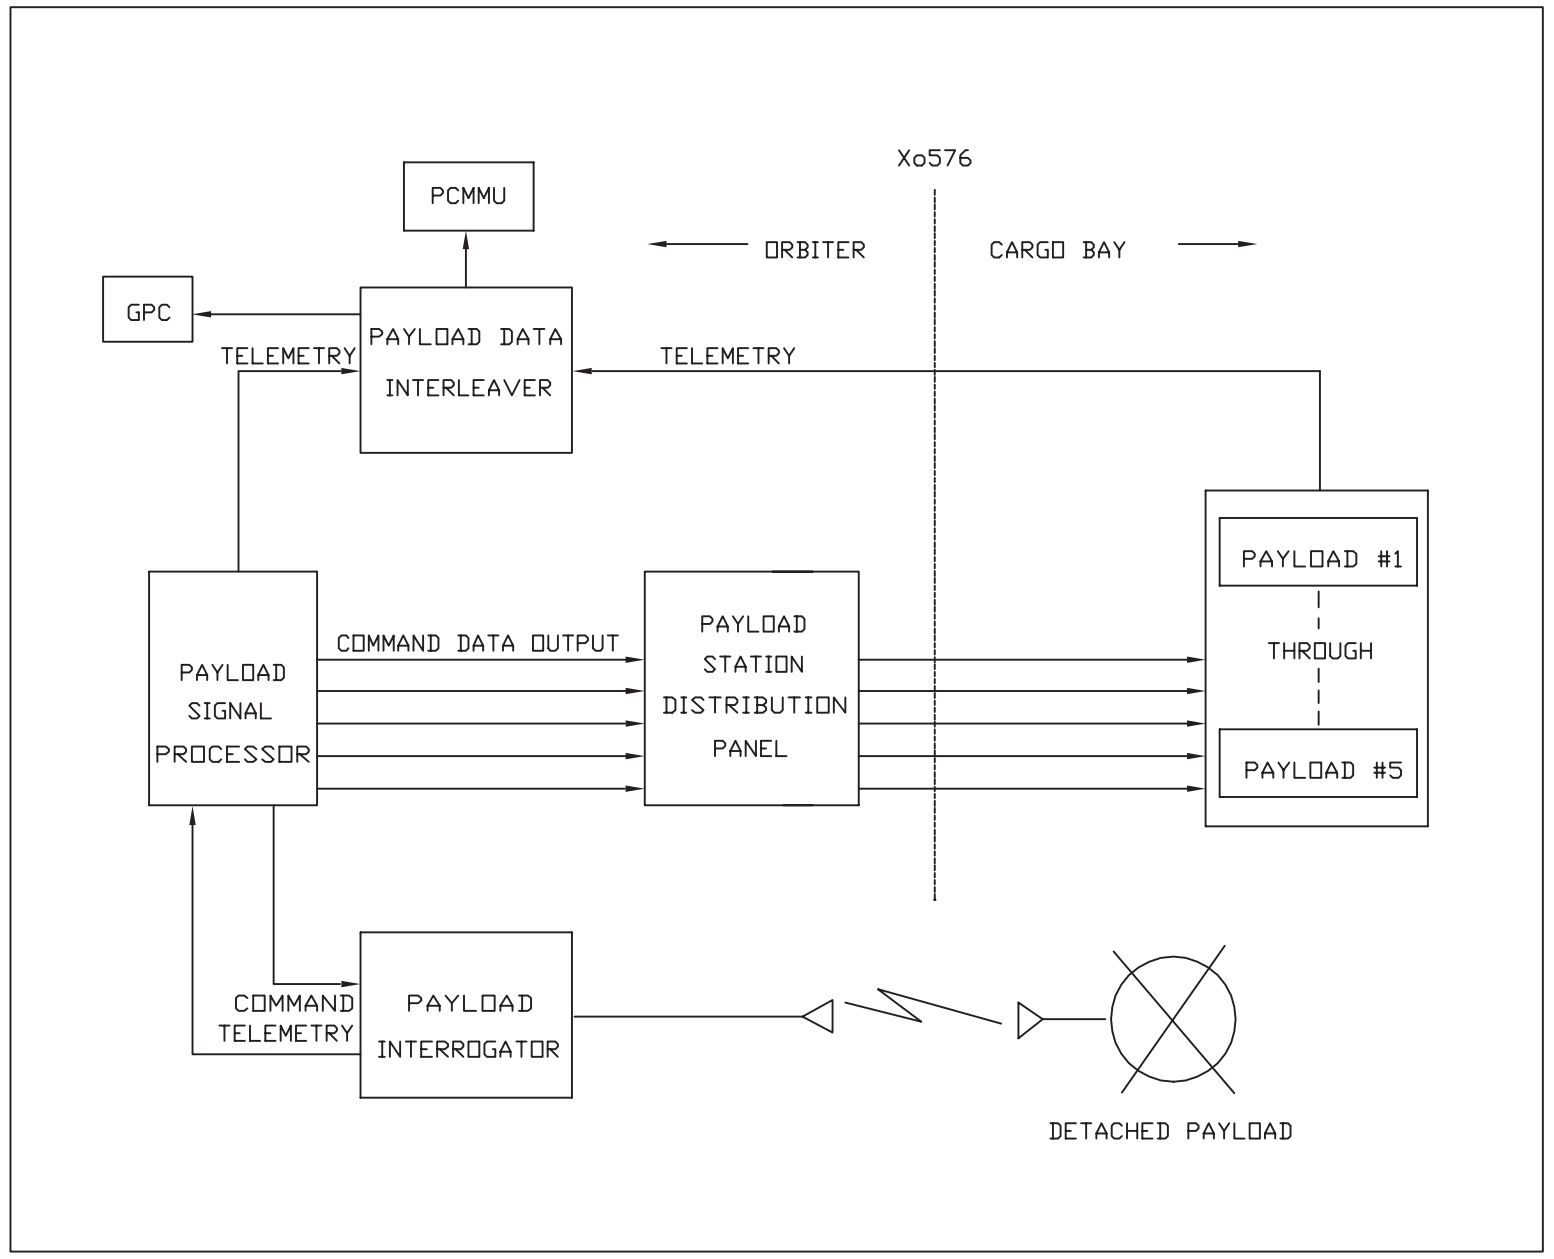 Xo576
PCMMU
ORBITER
CARGO BAY
GPC
PAYLOAD DATA
INTERLEAVER
TELEMETRY
TELEMETRY
PAYLOAD #1
THROUGH
PAYLOAD #5
COMMAND DATA OUTPUT
PAYLOAD
SIGNAL
PROCESSOR
PAYLOAD
STATION
DISTRIBUTION
PANEL
COMMAND
TELEMETRY
PAYLOAD
INTERROGATOR
DETACHED PAYLOAD